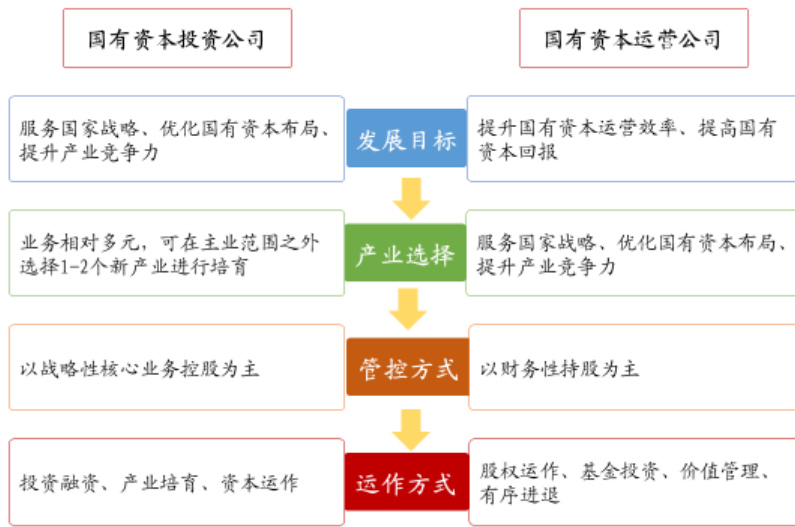 国有资本投资公司
国有资本运营公司
服务国家战略、优化国有资本布局、
提升产业竞争力
发展目标
提升国有资本运营效率、提高国有
资本回报
业务相对多元，可在主业范围之外
选择1-2个新产业进行培育
产业选择
服务国家战略、优化国有资本布局、
提升产业竞争力
以战略性核心业务控股为主
管控方式
以财务性持股为主
投资融资、产业培育、资本运作
运作方式
股权运作、基金投资、价值管理、
有序进退